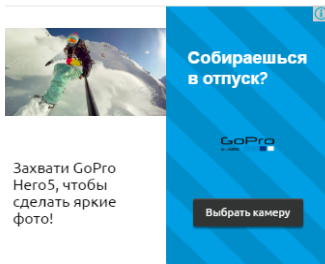 Собираешься
в отпуск?
GoPro
Выбрать камеру
Захвати GoPro
Hero5, чтобы
сделать яркие
фото!